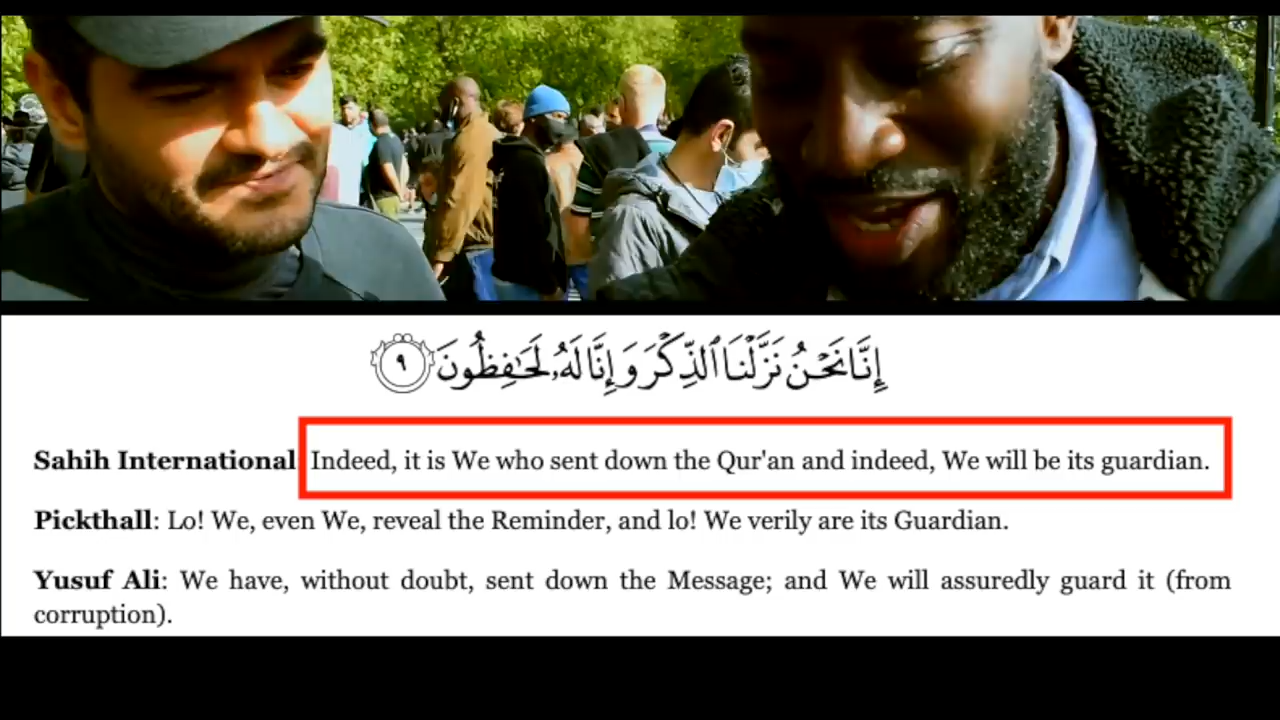 إِنَّا نَحْنُ نَزَّلْنَا ٱلذِّكْرَ وَإِنَّا لَهُۥ لَحَـٰفِظُونَ ٩
Sahih International: Indeed, it is We who sent down the Qur'an and indeed, We will be its guardian.
Pickthall: Lo! We, even We, reveal the Reminder, and lo! We verily are its Guardian.
Yusuf Ali: We have, without doubt, sent down the Message; and We will assuredly guard it (from
corruption).